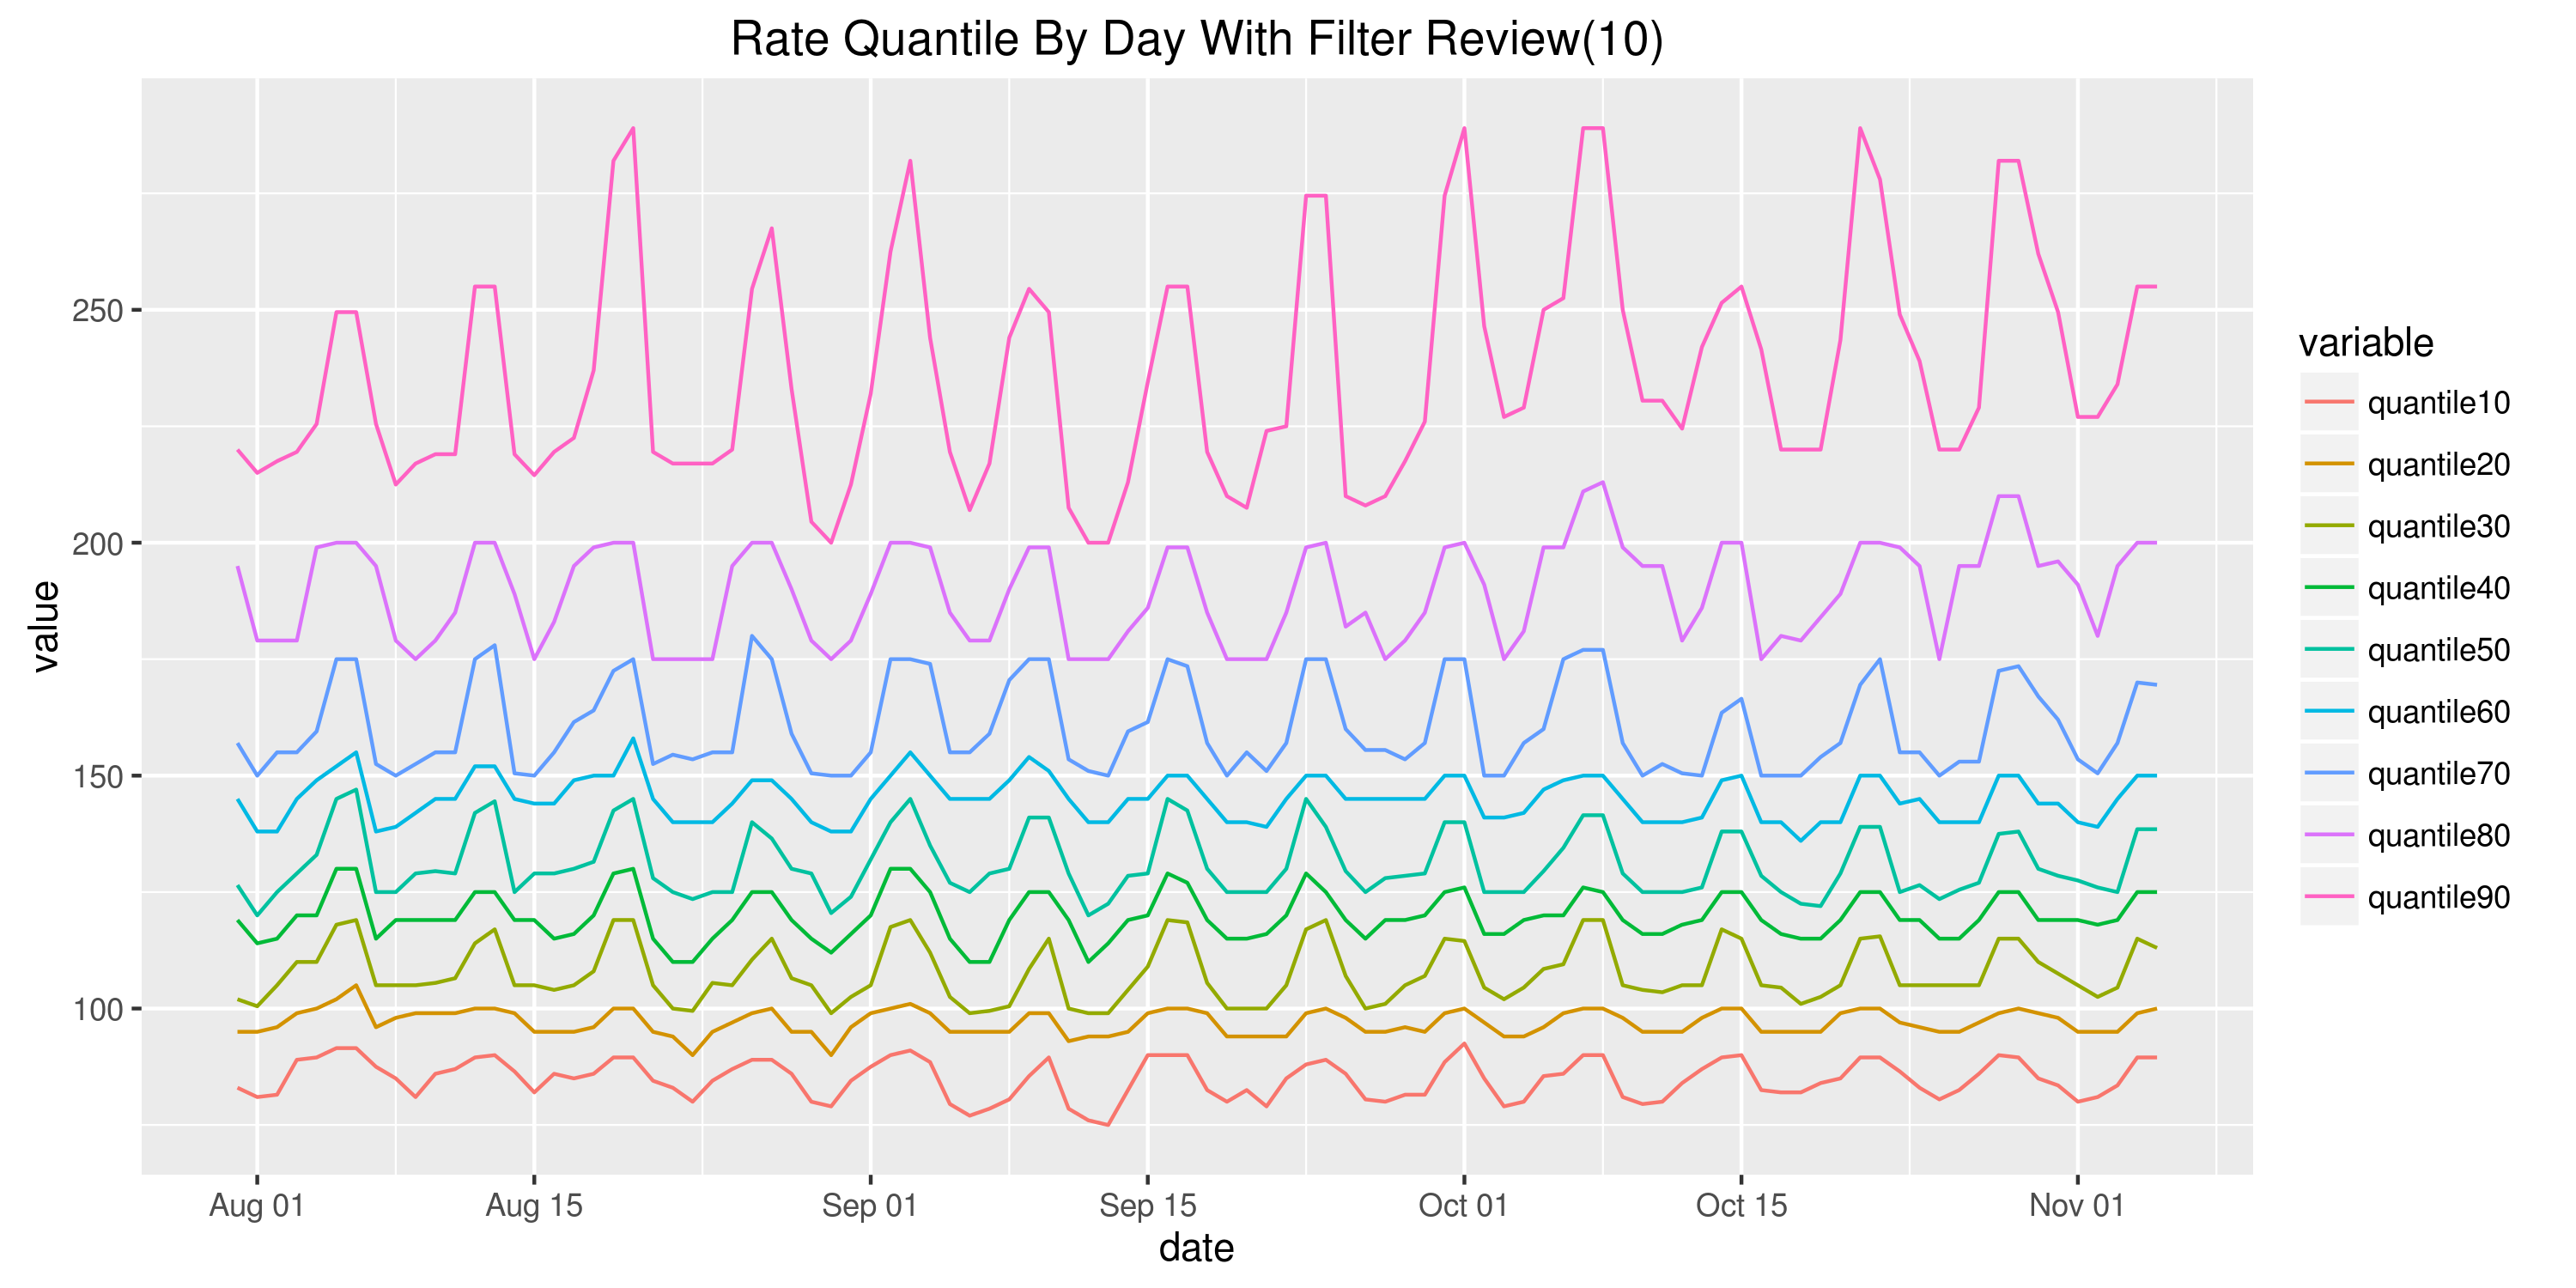 Rate Quantile By Day With Filter Review(10)
value
250
200
150
100
Aug 01
Aug 15
Sep 01
Sep 15
Oct 01
Oct 15
Nov 01
date
variable
quantile10
quantile20
quantile30
quantile40
quantile50
quantile60
quantile70
quantile80
quantile90